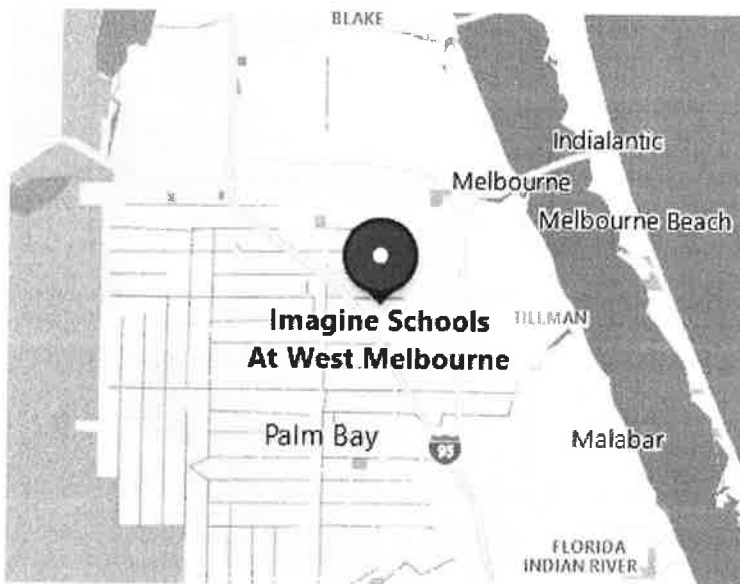 BLAKE
Indialantic
Melbourne
Melbourne Beach
Imagine Schools
At West Melbourne
TILLMAN
Palm Bay
95
Malabar
FLORIDA
INDIAN RIVER